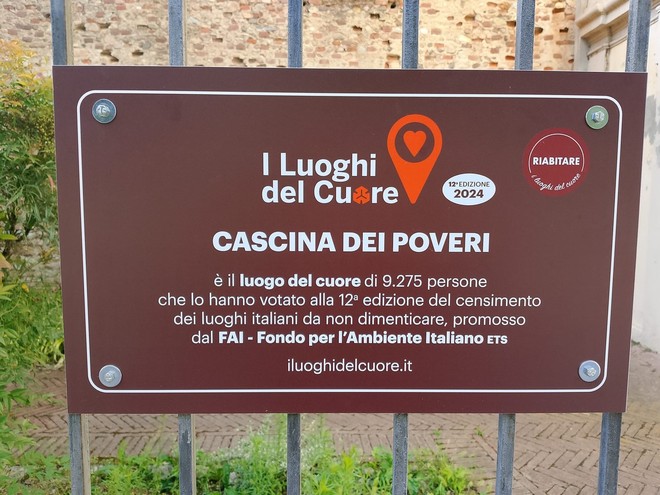 I Luoghi
del Cuore
12ª EDIZIONE
2024
RIABITARE
i luoghi del cuore
CASCINA DEI POVERI
è il luogo del cuore di 9.275 persone
che lo hanno votato alla 12ª edizione del censimento
dei luoghi italiani da non dimenticare, promosso
dal FAI - Fondo per l'Ambiente Italiano ETS
iluoghidelcuore.it